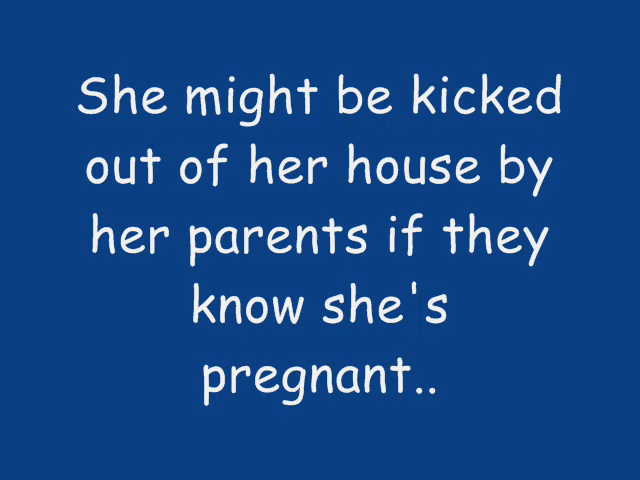 She might be kicked
out of her house by
her parents if they
know she's
pregnant..